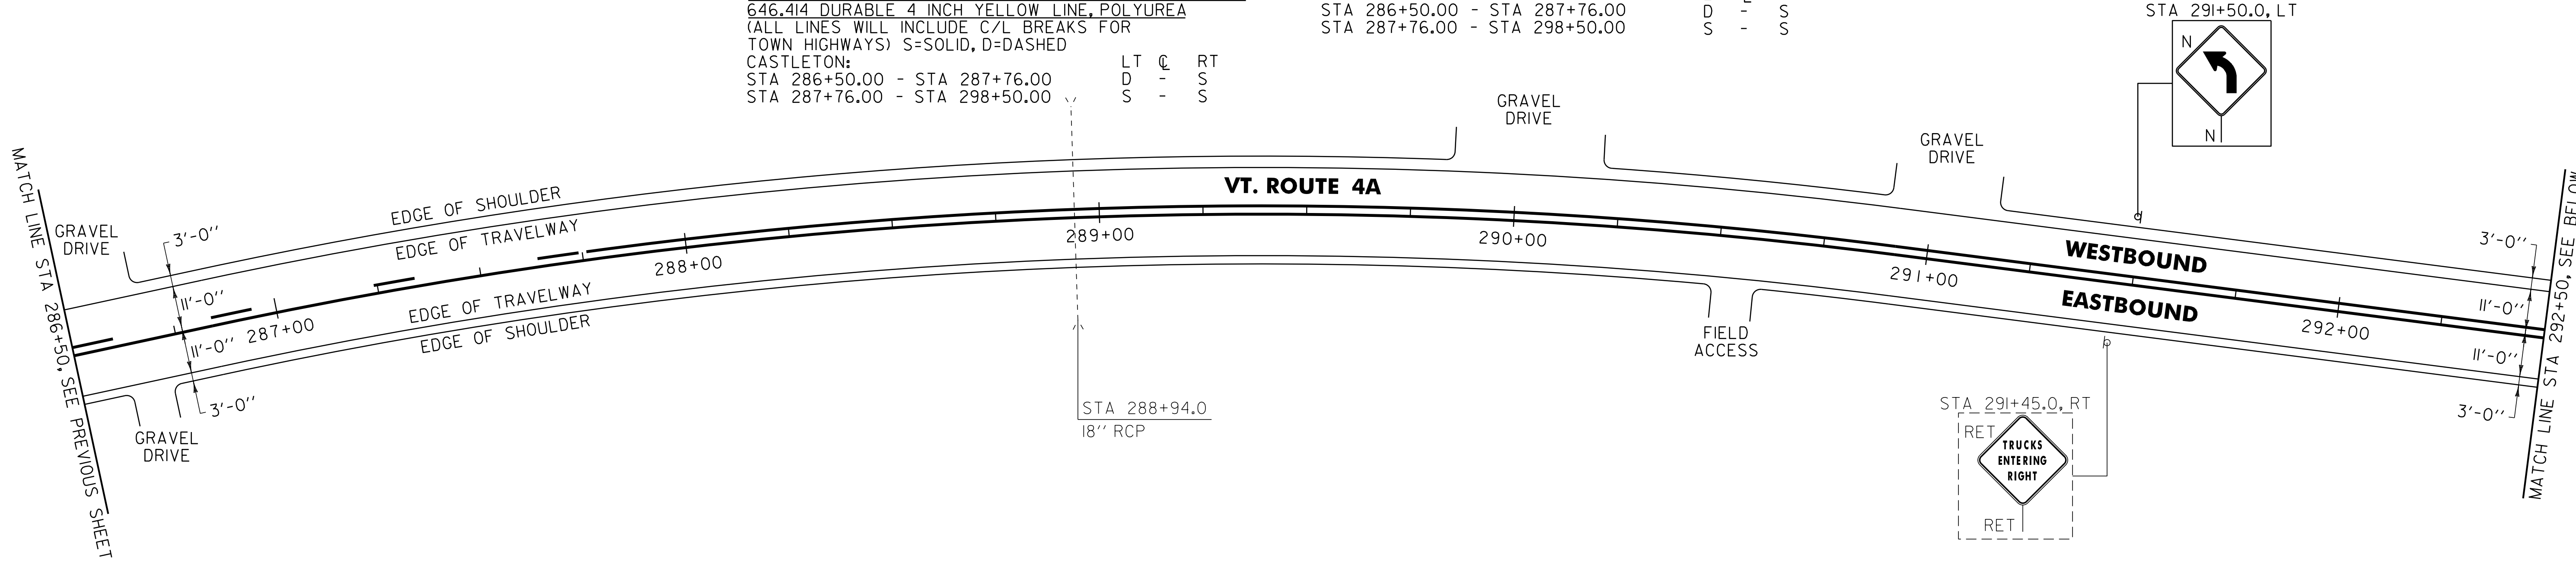 646.414 DURABLE 4 INCH YELLOW LINE, POLYUREA
(ALL LINES WILL INCLUDE C/L BREAKS FOR
TOWN HIGHWAYS) S=SOLID, D=DASHED
CASTLETON: LT ℄ RT
STA 286+50.00 - STA 287+76.00 D - S
STA 287+76.00 - STA 298+50.00 S - S
STA 286+50.00 - STA 287+76.00 D - S
STA 287+76.00 - STA 298+50.00 S - S
STA 291+50.0, LT
N
N
GRAVEL
DRIVE
GRAVEL
DRIVE
MATCH LINE STA 286+50, SEE PREVIOUS SHEET
GRAVEL
DRIVE
3'-0"
EDGE OF SHOULDER
EDGE OF TRAVELWAY
VT. ROUTE 4A
11'-0"
11'-0"
3'-0"
287+00
288+00
289+00
290+00
291+00
292+00
EDGE OF TRAVELWAY
EDGE OF SHOULDER
GRAVEL
DRIVE
WESTBOUND
EASTBOUND
3'-0"
11'-0"
11'-0"
3'-0"
MATCH LINE STA 292+50, SEE BELOW
FIELD
ACCESS
STA 288+94.0
18" RCP
STA 291+45.0, RT
RET
TRUCKS
ENTERING
RIGHT
RET